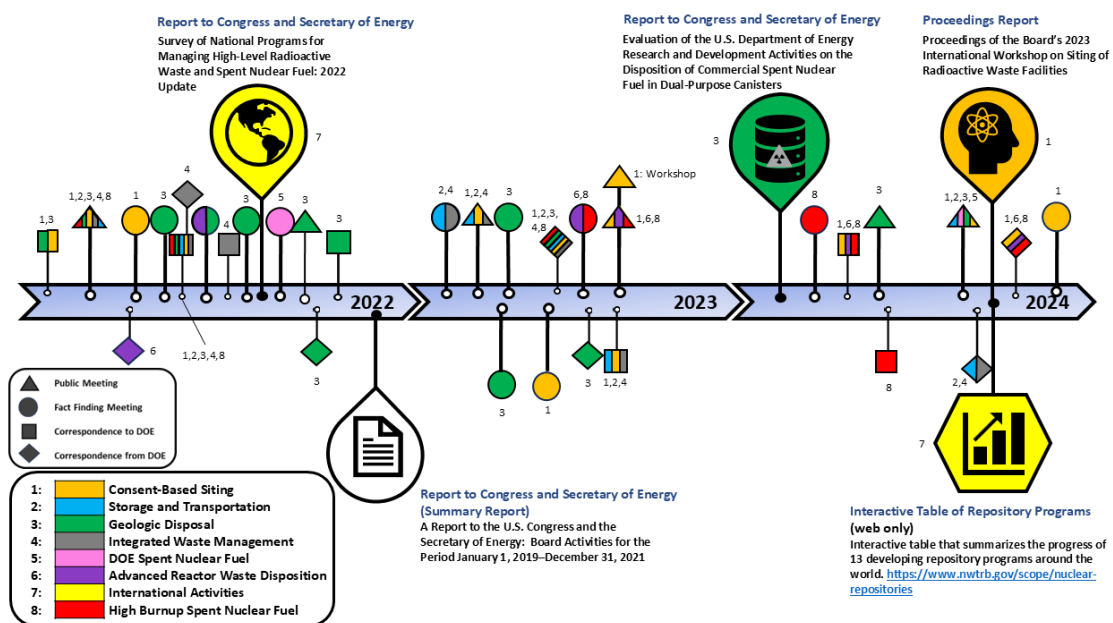 Report to Congress and Secretary of Energy
Survey of National Programs for
Managing High-Level Radioactive
Waste and Spent Nuclear Fuel: 2022
Update
7
Report to Congress and Secretary of Energy
Evaluation of the U.S. Department of Energy
Research and Development Activities on the
Disposition of Commercial Spent Nuclear
Fuel in Dual-Purpose Canisters
3
Proceedings Report
Proceedings of the Board's 2023
International Workshop on Siting of
Radioactive Waste Facilities
1
1,3
1,2,3,4,8
1
3
4
4
3
5
3
3
2,4
1,2,4
3
1,2,3,
4,8
6,8
1: Workshop
1,6,8
8
1,6,8
3
1,2,3,5
1,6,8
1
2022
2023
2024
6
1,2,3,4,8
3
3
1
3
1,2,4
8
2,4
7
Public Meeting
Fact Finding Meeting
Correspondence to DOE
Correspondence from DOE
1: Consent-Based Siting
2: Storage and Transportation
3: Geologic Disposal
4: Integrated Waste Management
5: DOE Spent Nuclear Fuel
6: Advanced Reactor Waste Disposition
7: International Activities
8: High Burnup Spent Nuclear Fuel
Report to Congress and Secretary of Energy
(Summary Report)
A Report to the U.S. Congress and the
Secretary of Energy: Board Activities for the
Period January 1, 2019–December 31, 2021
Interactive Table of Repository Programs
(web only)
Interactive table that summarizes the progress of
13 developing repository programs around the
world. https://www.nwtrb.gov/scope/nuclear-
repositories